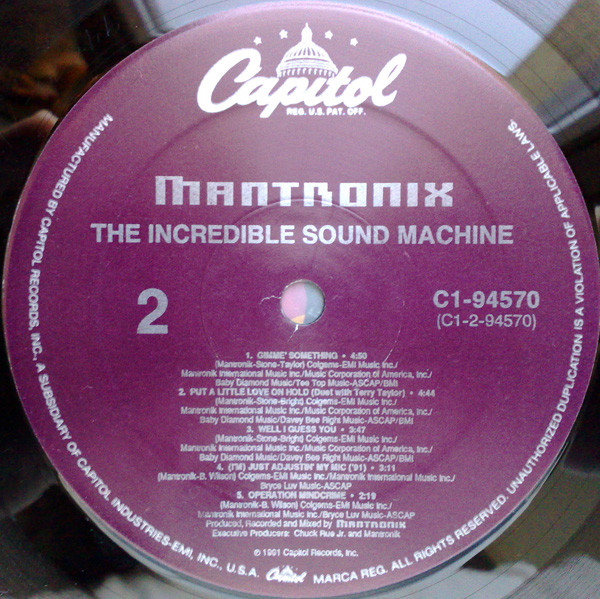 Capitol
REG. U.S. PAT. OFF.
MANTRONIX
THE INCREDIBLE SOUND MACHINE
2
C1-94570
(C1-2-94570)
1. GIMME' SOMETHING • 4:50
(Mantronik-Stone-Taylor) Colgems-EMI Music Inc./
Mantronik International Music Inc./Music Corporation of America, Inc./
Baby Diamond Music/Tee Top Music-ASCAP/BMI
2. PUT A LITTLE LOVE ON HOLD (Duet with Terry Taylor) • 4:44
(Mantronik-Stone-Bright) Colgems-EMI Music Inc./
Mantronik International Music Inc./Music Corporation of America, Inc./
Baby Diamond Music/Davey Bee Right Music-ASCAP/BMI
3. WELL I GUESS YOU • 3:47
(Mantronik-Stone-Bright) Colgems-EMI Music Inc./
Mantronik International Music Inc./Music Corporation of America, Inc./
Baby Diamond Music/Davey Bee Right Music-ASCAP/BMI
4. (I'M) JUST ADJUSTIN' MY MIC ('91) • 3:11
(Mantronik-B. Wilson) Colgems-EMI Music Inc./Mantronik International Music Inc./
Bryce Luv Music-ASCAP
5. OPERATION MINDCRIME • 2:19
(Mantronik-B. Wilson) Colgems-EMI Music Inc./
Mantronik International Music Inc./Bryce Luv Music-ASCAP
Produced, Recorded and Mixed by MANTRONIX
Executive Producers: Chuck Rue Jr. and Mantronik
℗ 1991 Capitol Records, Inc.
MANUFACTURED BY CAPITOL RECORDS, INC., A SUBSIDIARY OF CAPITOL INDUSTRIES-EMI, INC., U.S.A. Capitol MARCA REG. ALL RIGHTS RESERVED. UNAUTHORIZED DUPLICATION IS A VIOLATION OF APPLICABLE LAWS.